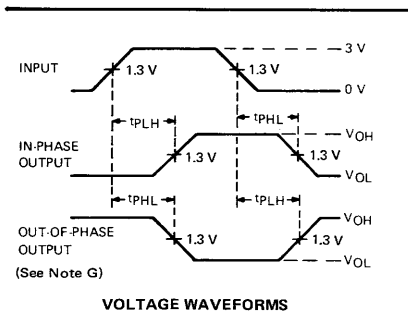 3 V
INPUT
1.3 V
1.3 V
0 V
tPLH
tPHL
VOH
IN-PHASE
OUTPUT
1.3 V
1.3 V
VOL
tPHL
tPLH
VOH
OUT-OF-PHASE
OUTPUT
1.3 V
1.3 V
(See Note G)
VOL
VOLTAGE WAVEFORMS